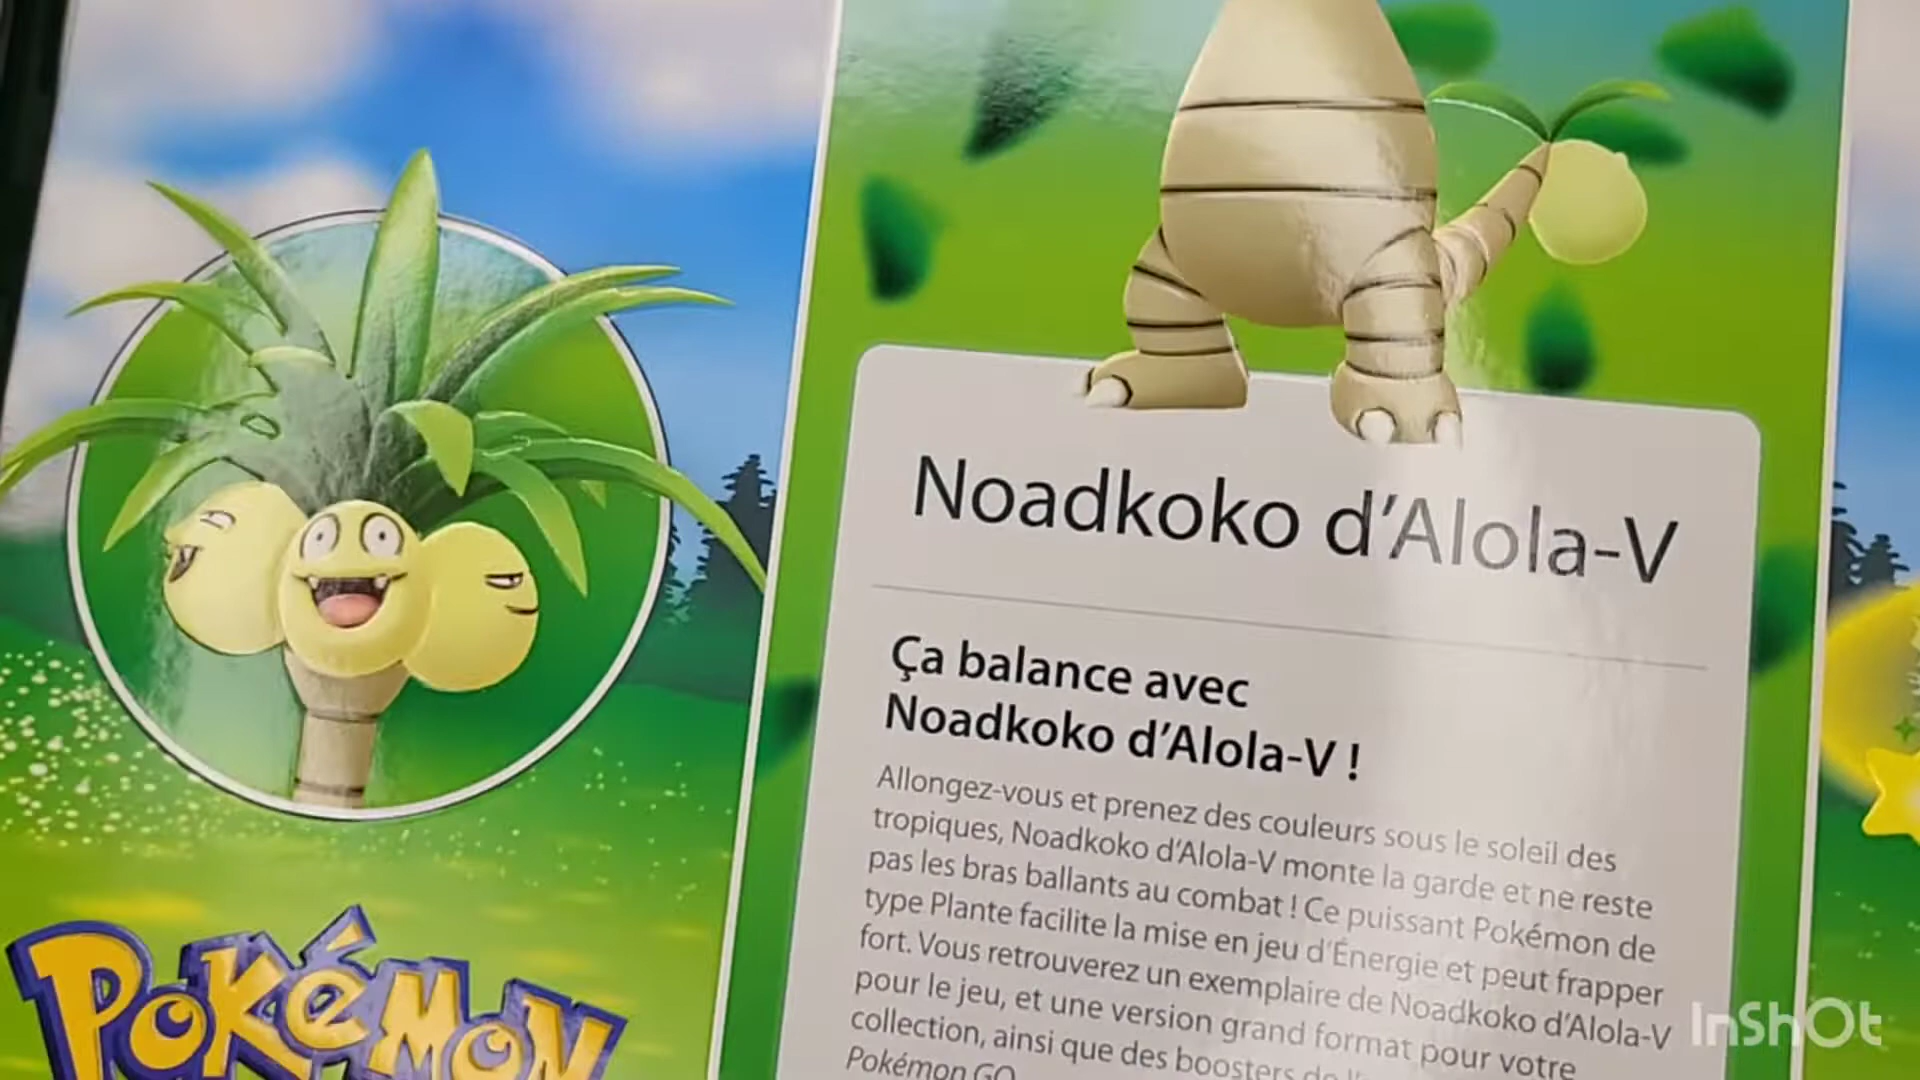 Noadkoko d'Alola-V
Ça balance avec
Noadkoko d'Alola-V !
Allongez-vous et prenez des couleurs sous le soleil des
tropiques, Noadkoko d'Alola-V monte la garde et ne reste
pas les bras ballants au combat ! Ce puissant Pokémon de
type Plante facilite la mise en jeu d'Énergie et peut frapper
fort. Vous retrouverez un exemplaire de Noadkoko d'Alola-V
pour le jeu, et une version grand format pour votre
collection, ainsi que des boosters de
Pokémon GO
POKéMON
InShOt